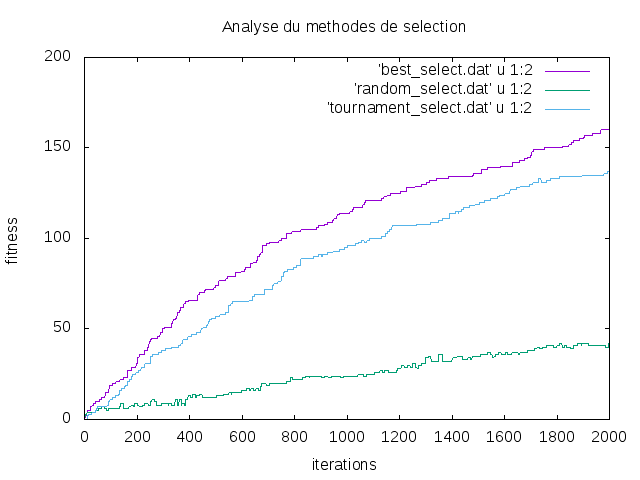 Analyse du methodes de selection
200
150
100
50
0
fitness
'best_select.dat' u 1:2
'random_select.dat' u 1:2
'tournament_select.dat' u 1:2
0 200 400 600 800 1000 1200 1400 1600 1800 2000
iterations